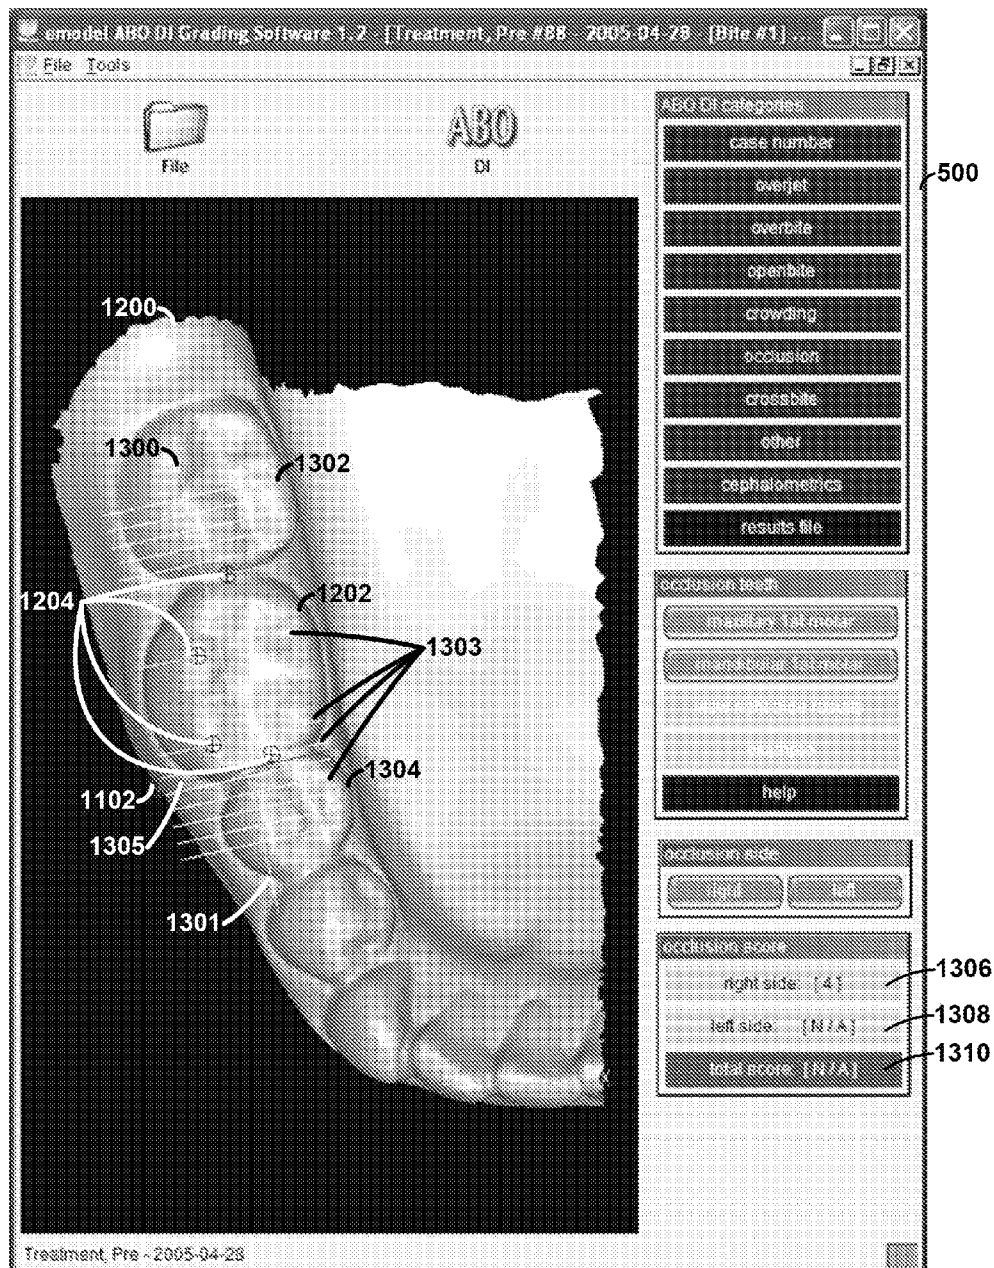 emodel ABO DI Grading Software 1.2 - [Treatment, Pre #88 - 2005-04-28 - [Bite #1] ...
File Tools
File
ABO
DI
ABO DI categories
case number
overjet
overbite
openbite
crowding
occlusion
crossbite
other
cephalometrics
results file
500
1200
1300
1302
1204
1202
1303
1304
1102
1305
1301
occlusion teeth
maxillary 1st molar
mandibular 1st molar
help
occlusion side
right left
occlusion score
right side: [ 4 ]
1306
left side: [ N / A ]
1308
total score: [ N / A ]
1310
Treatment, Pre - 2005-04-28